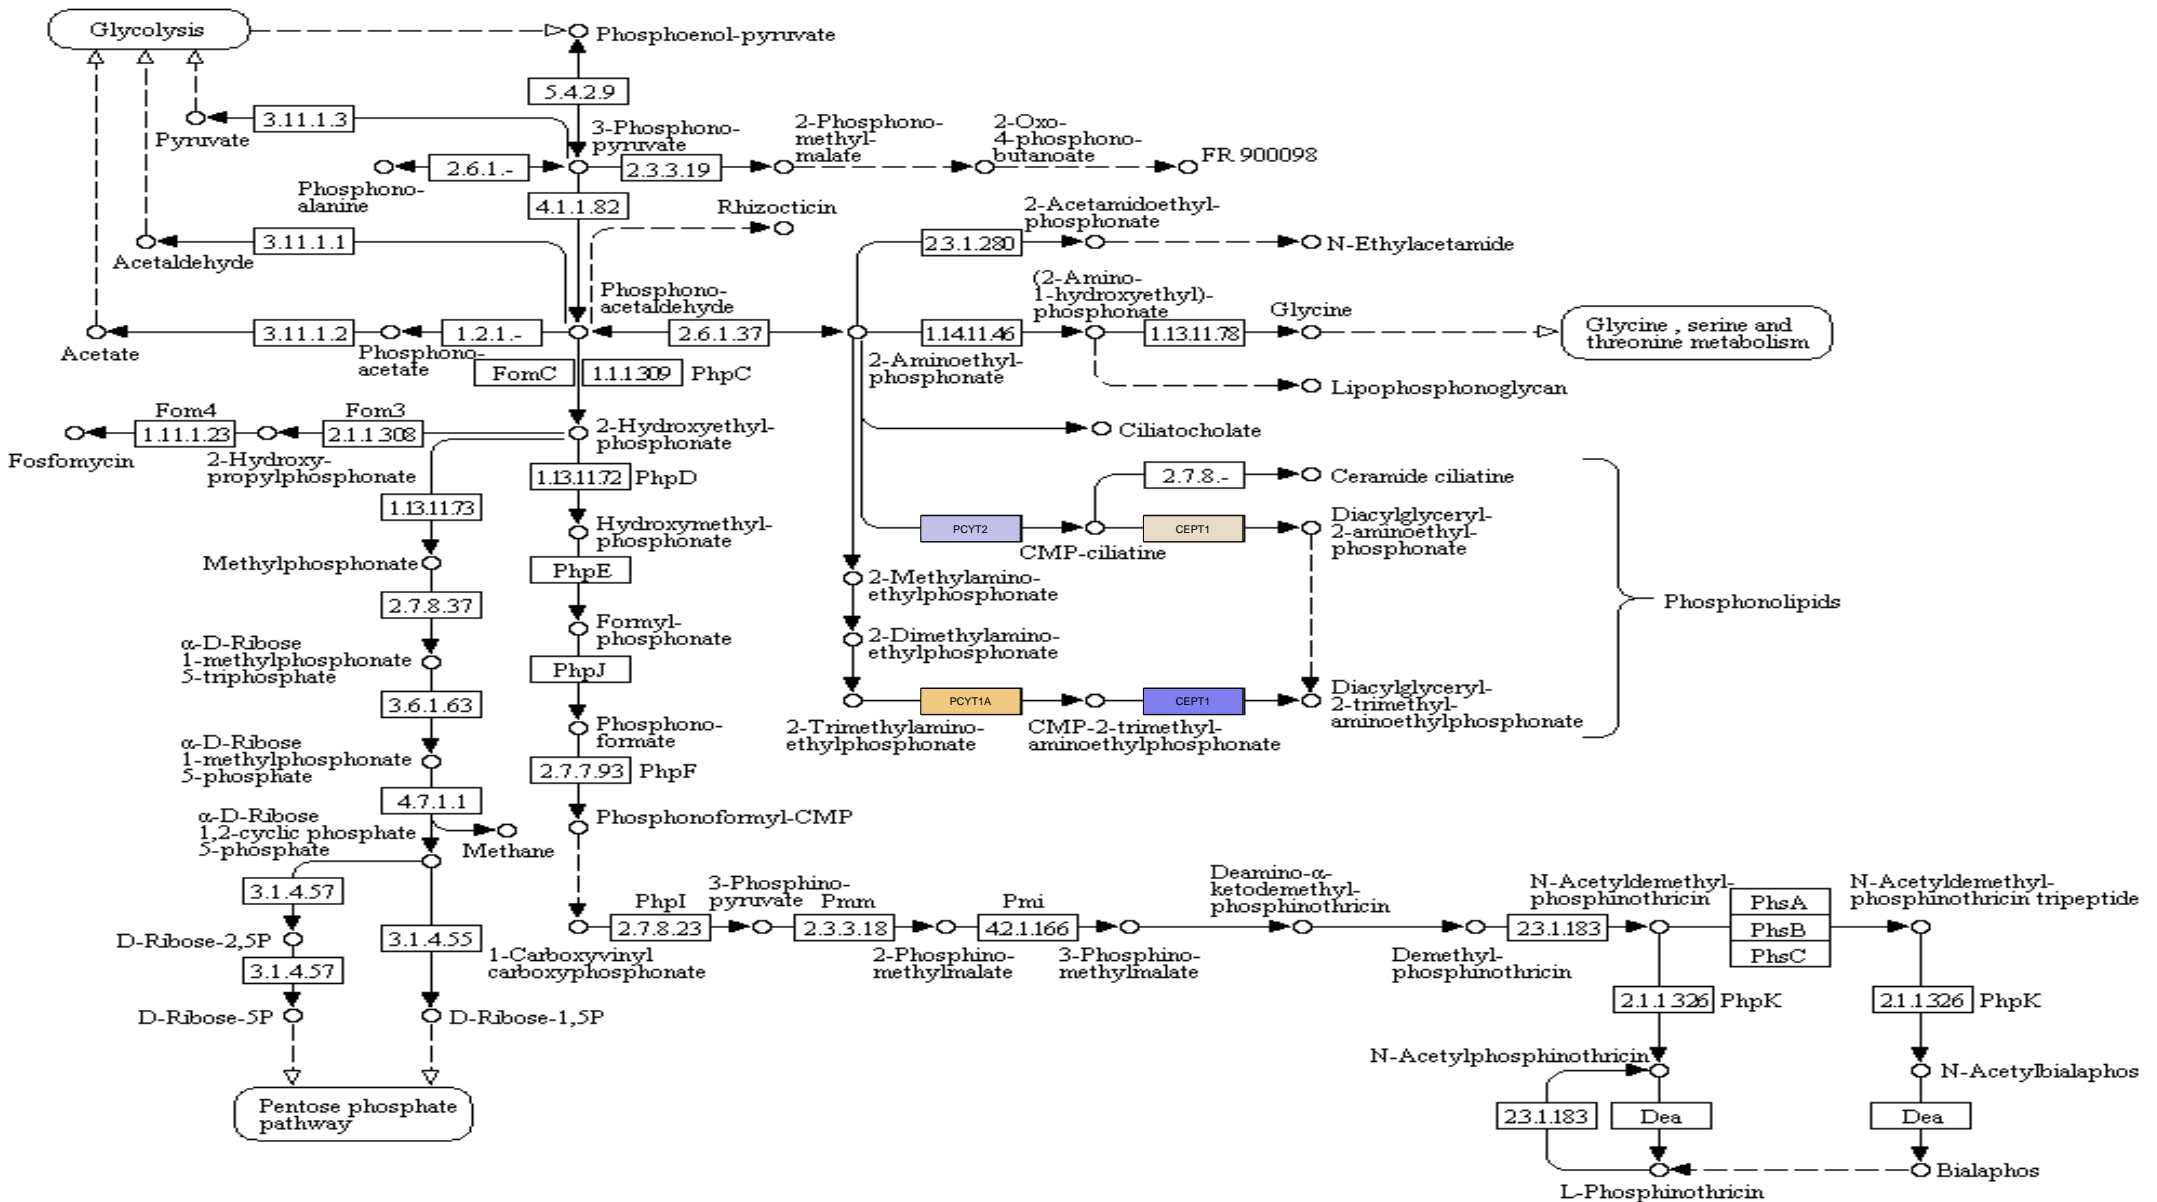 Glycolysis
Phosphoenol-pyruvate
5.4.2.9
3.11.1.3
Pyruvate
3-Phosphono-
pyruvate
2-Phosphono-
methyl-
malate
2-Oxo-
4-phosphono-
butanoate
FR 900098
2.6.1.-
2.3.3.19
Phosphono-
alanine
4.1.1.82
Rhizocticin
2-Acetamidoethyl-
phosphonate
3.11.1.1
Acetaldehyde
2.3.1.280
N-Ethylacetamide
Phosphono-
acetaldehyde
(2-Amino-
1-hydroxyethyl)-
phosphonate
Glycine
3.11.1.2
1.2.1.-
2.6.1.37
1.14.11.46
1.13.11.78
Glycine , serine and
threonine metabolism
Acetate
Phosphono-
acetate
2-Aminoethyl-
phosphonate
FomC
1.1.1.309
PhpC
Lipophosphonoglycan
Fom4
Fom3
1.11.1.23
2.1.1.308
2-Hydroxyethyl-
phosphonate
Ciliatocholate
Fosfomycin
2-Hydroxy-
propylphosphonate
1.13.11.72
PhpD
2.7.8.-
Ceramide ciliatine
1.13.11.73
Hydroxymethyl-
phosphonate
PCYT2
CEPT1
CMP-ciliatine
Diacylglyceryl-
2-aminoethyl-
phosphonate
Methylphosphonate
PhpE
2-Methylamino-
ethylphosphonate
2.7.8.37
Phosphonolipids
Formyl-
phosphonate
2-Dimethylamino-
ethylphosphonate
α-D-Ribose
1-methylphosphonate
5-triphosphate
PhpJ
3.6.1.63
PCYT1A
CEPT1
Diacylglyceryl-
2-trimethyl-
aminoethylphosphonate
2-Trimethylamino-
ethylphosphonate
CMP-2-trimethyl-
aminoethylphosphonate
Phosphono-
formate
α-D-Ribose
1-methylphosphonate
5-phosphate
2.7.7.93
PhpF
4.7.1.1
α-D-Ribose
1,2-cyclic phosphate
5-phosphate
Methane
Phosphonoformyl-CMP
3.1.4.57
D-Ribose-2,5P
3.1.4.57
3.1.4.55
D-Ribose-5P
D-Ribose-1,5P
Pentose phosphate
pathway
PhpI
3-Phosphino-
pyruvate
Pmm
Pmi
Deamino-α-
ketodemethyl-
phosphinothricin
N-Acetyldemethyl-
phosphinothricin
PhsA
PhsB
PhsC
N-Acetyldemethyl-
phosphinothricin tripeptide
2.7.8.23
2.3.3.18
4.2.1.166
2.3.1.183
1-Carboxyvinyl
carboxyphosphonate
2-Phosphino-
methylmalate
3-Phosphino-
methylmalate
Demethyl-
phosphinothricin
2.1.1.326
PhpK
2.1.1.326
PhpK
N-Acetylphosphinothricin
N-Acetylbialaphos
2.3.1.183
Dea
Dea
Bialaphos
L-Phosphinothricin